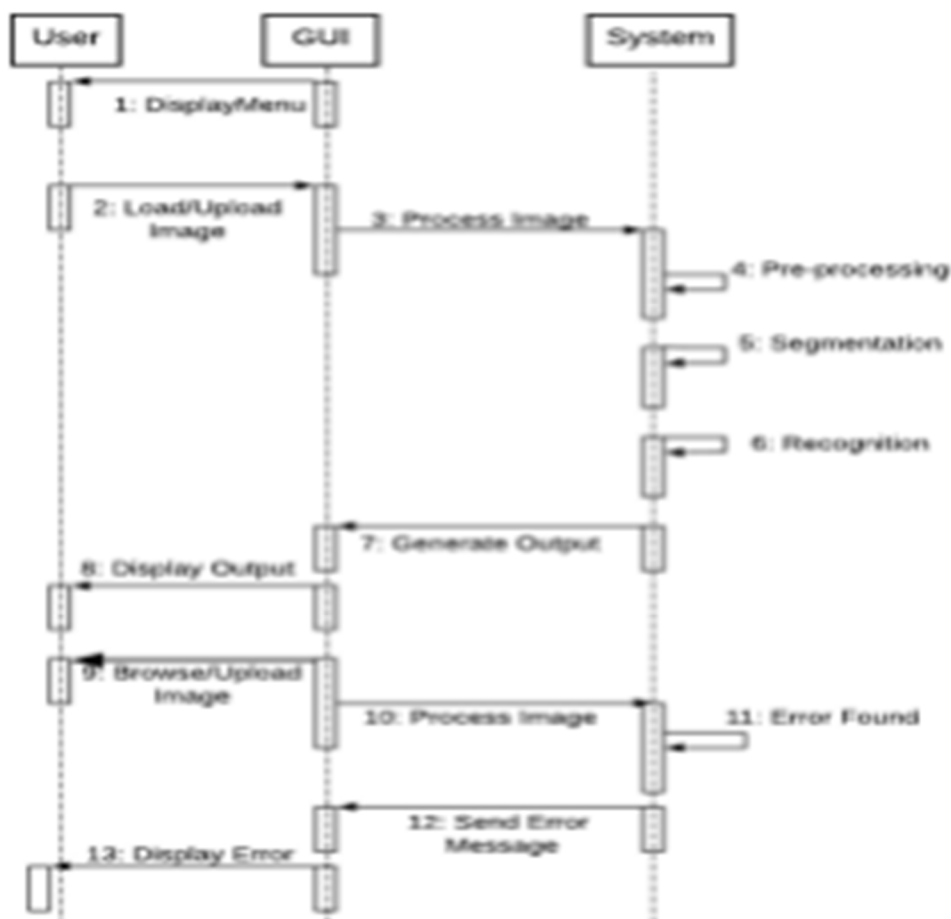 User
GUI
System
1: DisplayMenu
2: Load/Upload
Image
3: Process Image
4: Pre-processing
5: Segmentation
6: Recognition
7: Generate Output
8: Display Output
9: Browse/Upload
Image
10: Process Image
11: Error Found
12: Send Error
Message
13: Display Error